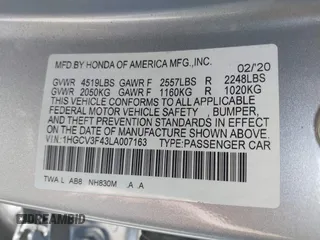 MFD BY HONDA OF AMERICA MFG.,INC. 02/'20
GVWR 4519LBS GAWR F 2557LBS R 2248LBS
GVWR 2050KG GAWR F 1160KG R 1020KG
THIS VEHICLE CONFORMS TO ALL APPLICABLE
FEDERAL MOTOR VEHICLE SAFETY, BUMPER,
AND THEFT PREVENTION STANDARDS IN EFFECT ON
THE DATE OF MANUFACTURE SHOWN ABOVE.
V.I.N:1HGCV3F43LA007163 TYPE:PASSENGER CAR
TWA L AB8 NH830M A A
DREAMBID